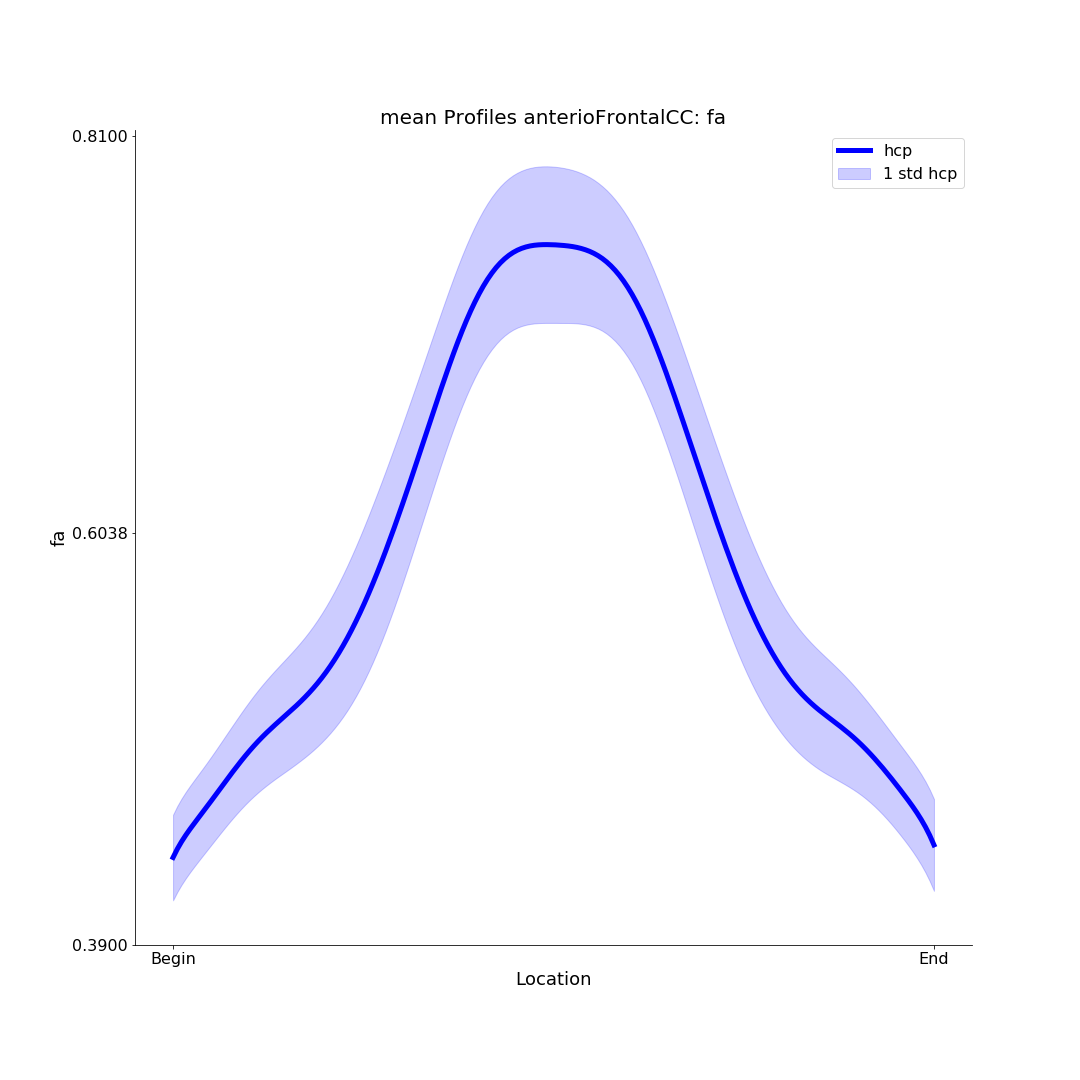 mean Profiles anterioFrontalCC: fa
0.8100
hcp
1 std hcp
fa
0.6038
0.3900
Begin
End
Location